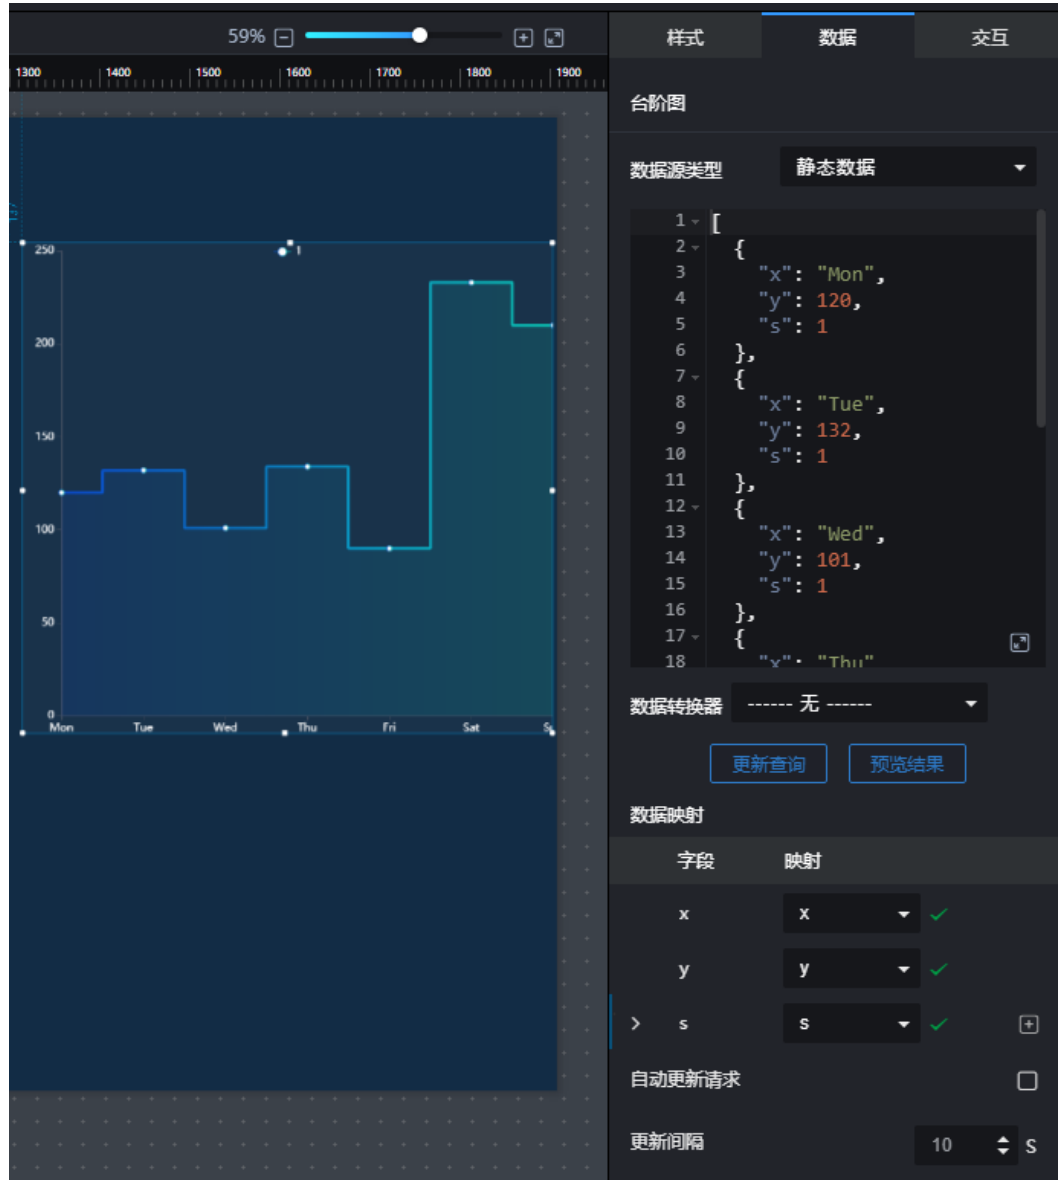 59%
样式 数据 交互
1300 1400 1500 1600 1700 1800 1900
台阶图
数据源类型 静态数据
1 [
2 {
3 "x": "Mon",
4 "y": 120,
5 "s": 1
6 },
7 {
8 "x": "Tue",
9 "y": 132,
10 "s": 1
11 },
12 {
13 "x": "Wed",
14 "y": 101,
15 "s": 1
16 },
17 {
18 "x": "Thu"
137
1
250
200
150
100
50
0
Mon Tue Wed Thu Fri Sat
数据转换器 ------ 无 ------
更新查询 预览结果
数据映射
字段 映射
x x
y y
s s
自动更新请求
更新间隔 10 S